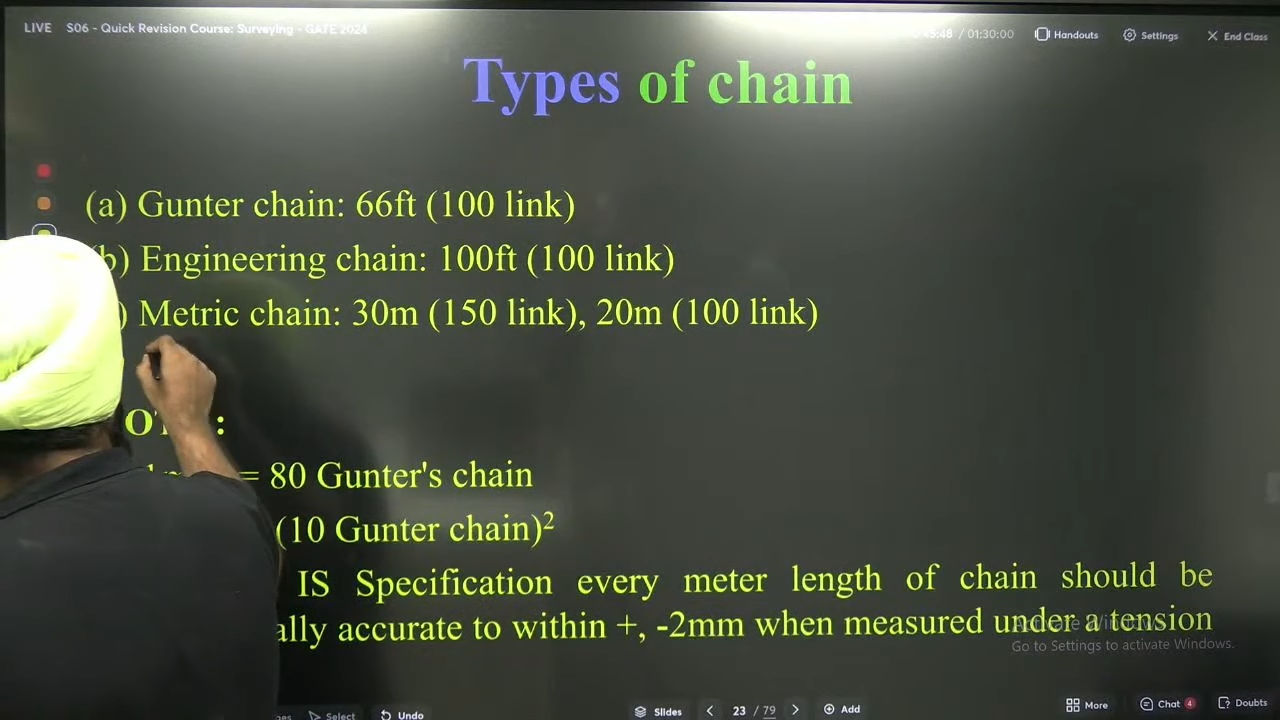 LIVE S06 - Quick Revision Course: Surveying - GATE 2024
45:48 / 01:30:00 Handouts Settings End Class
Types of chain
(a) Gunter chain: 66ft (100 link)
b) Engineering chain: 100ft (100 link)
) Metric chain: 30m (150 link), 20m (100 link)
:
= 80 Gunter's chain
(10 Gunter chain)²
IS Specification every meter length of chain should be
ally accurate to within +, -2mm when measured under a tension
Activate Windows
Go to Settings to activate Windows.
Select Undo Slides 23 / 79 Add More Chat 4 Doubts